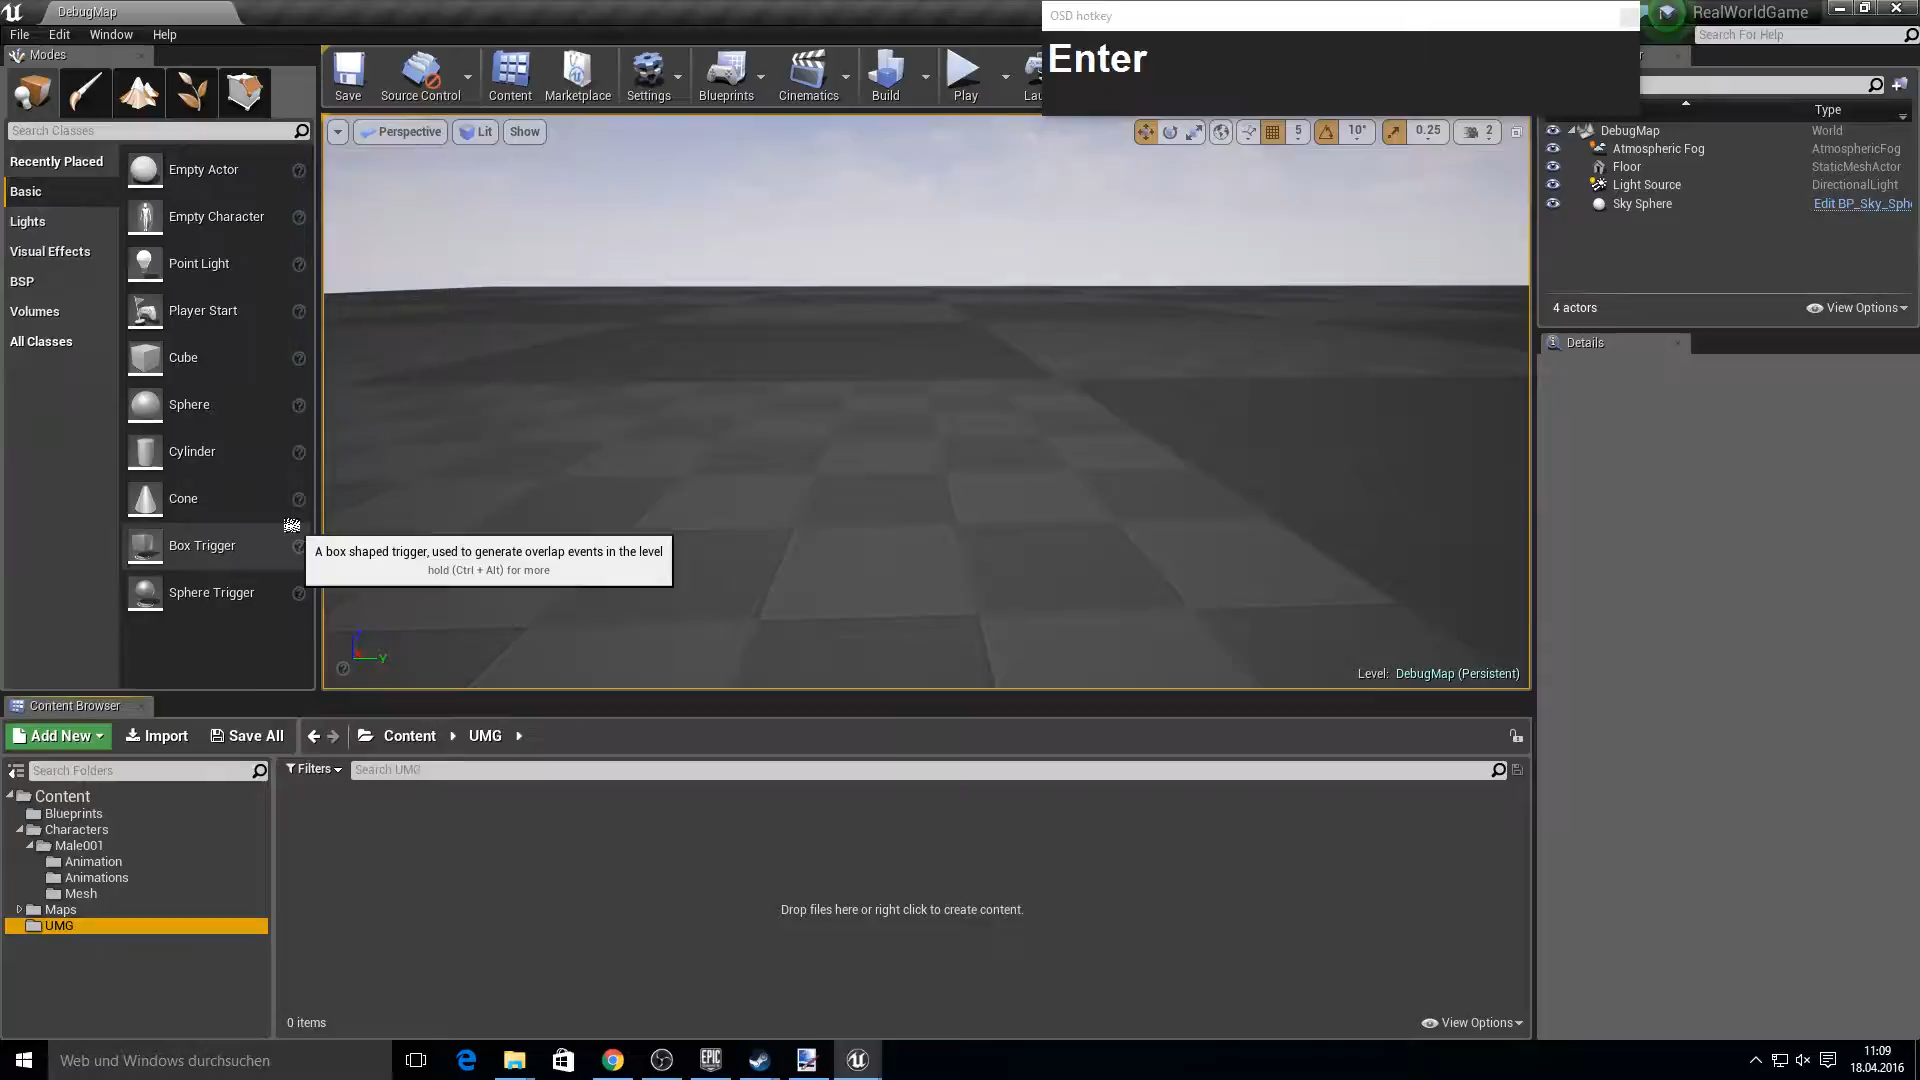 DebugMap
OSD hotkey
Enter
RealWorldGame
File Edit Window Help
Search For Help
Modes
Save
Source Control
Content
Marketplace
Settings
Blueprints
Cinematics
Build
Play
Search Classes
Perspective
Lit
Show
5
10°
0.25
2
Type
DebugMap World
Atmospheric Fog AtmosphericFog
Floor StaticMeshActor
Light Source DirectionalLight
Sky Sphere Edit BP_Sky_Sph
4 actors
View Options
Details
Recently Placed
Basic
Lights
Visual Effects
BSP
Volumes
All Classes
Empty Actor
Empty Character
Point Light
Player Start
Cube
Sphere
Cylinder
Cone
Box Trigger
Sphere Trigger
A box shaped trigger, used to generate overlap events in the level
hold (Ctrl + Alt) for more
Y
Level: DebugMap (Persistent)
Content Browser
Add New
Import
Save All
Content
UMG
Search Folders
Filters
Search UMG
Content
Blueprints
Characters
Male001
Animation
Animations
Mesh
Maps
UMG
Drop files here or right click to create content.
0 items
View Options
Web und Windows durchsuchen
EPIC
11:09
18.04.2016